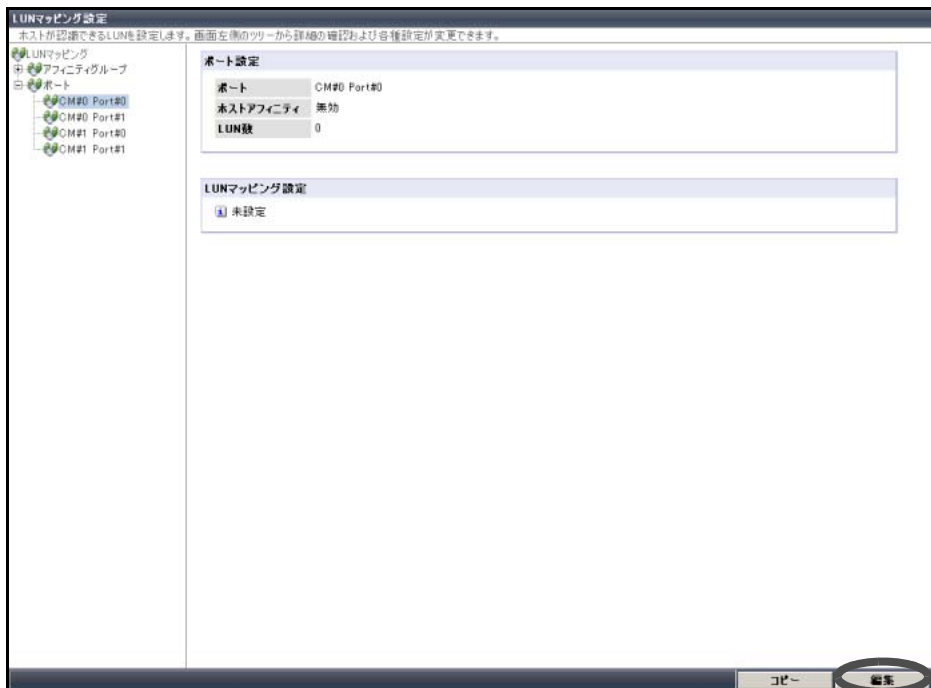 LUNマッピング設定
ホストが認識できるLUNを設定します。画面左側のツリーから詳細の確認および各種設定が変更できます。
LUNマッピング
アフィニティグループ
ポート
CM#0 Port#0
CM#0 Port#1
CM#1 Port#0
CM#1 Port#1
ポート設定
ポート CM#0 Port#0
ホストアフィニティ 無効
LUN数 0
LUNマッピング設定
未設定
コピー 編集